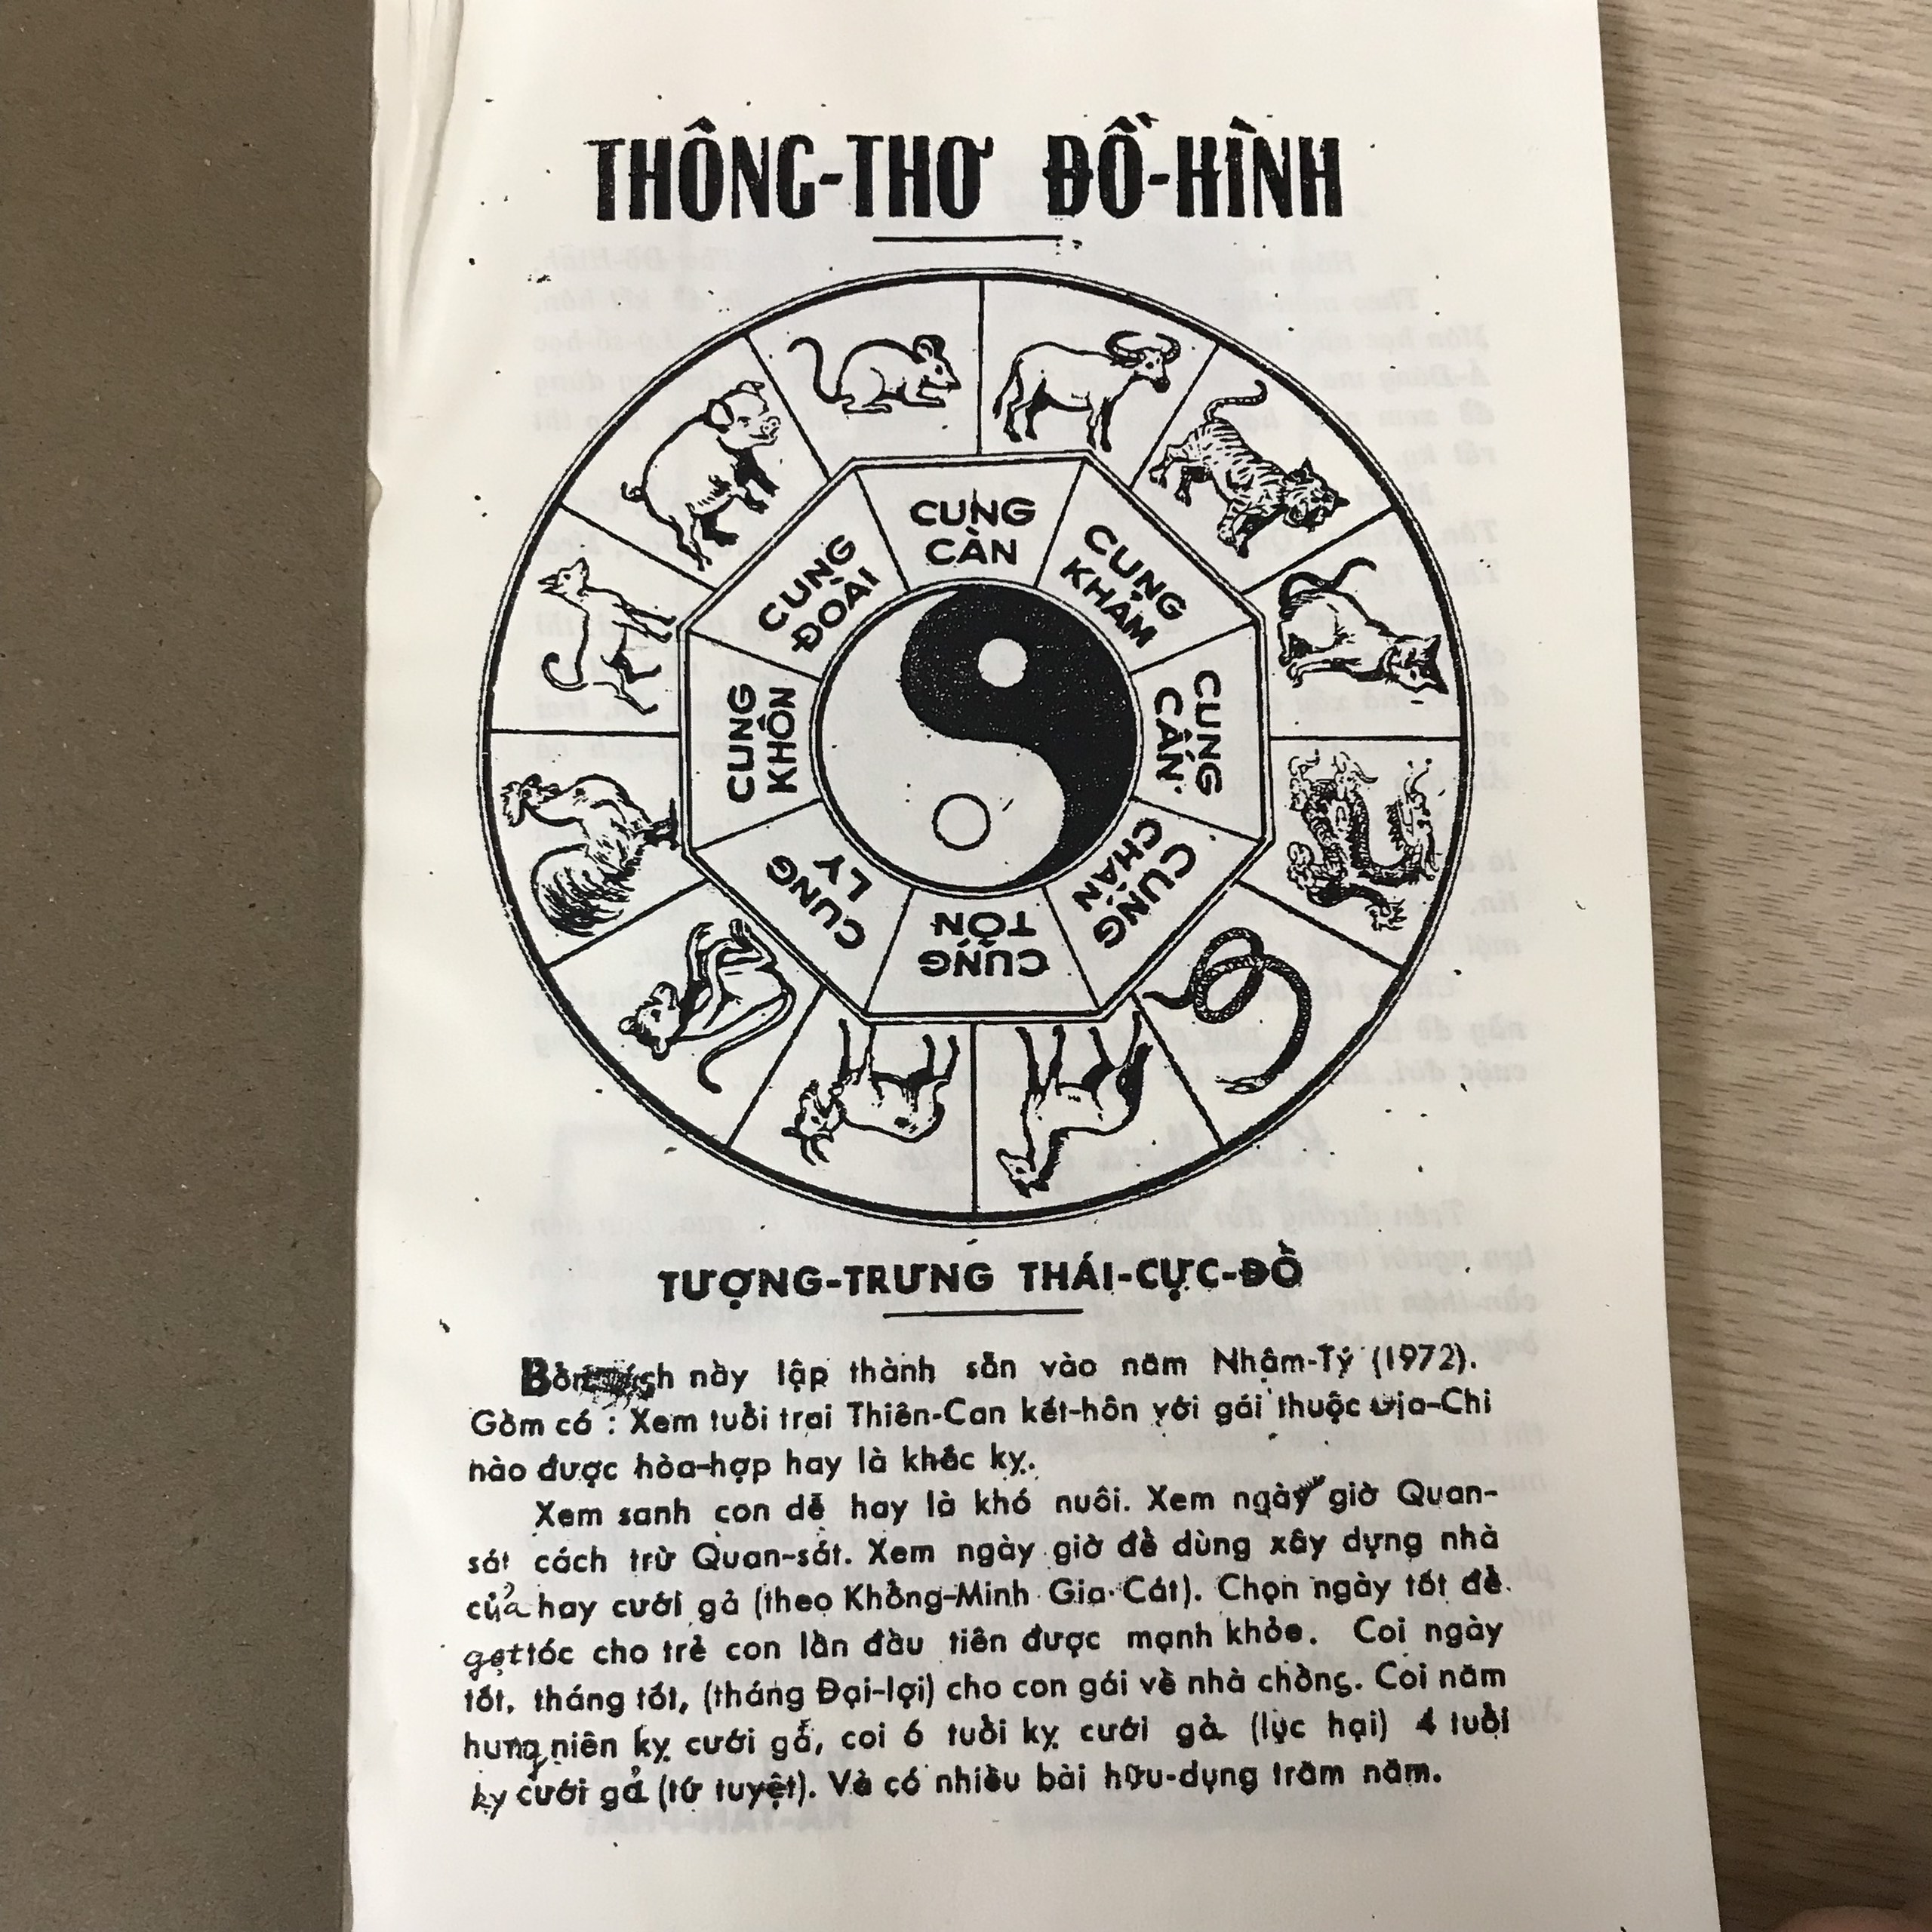 THÔNG-THƠ ĐỒ-HÌNH
CUNG
CÀN
CUNG
KHẢM
CUNG
CẤN
CUNG
CHẤN
CUNG
TỐN
CUNG
LY
CUNG
KHÔN
CUNG
ĐOÀI
TƯỢNG-TRƯNG THÁI-CỰC-ĐỒ
này lập thành sẵn vào năm Nhâm-Tý (1972).
Gồm có : Xem tuổi trai Thiên-Can kết-hôn với gái thuộc Địa-Chi
nào được hòa-hợp hay là khắc kỵ.
Xem sanh con dễ hay là khó nuôi. Xem ngày giờ Quan-
sát cách trừ Quan-sát. Xem ngày giờ để dùng xây dựng nhà
của hay cưới gả (theo Khổng-Minh Gia-Cát). Chọn ngày tốt để
gọt tóc cho trẻ con lần đầu tiên được mạnh khỏe. Coi ngày
tốt, tháng tốt, (tháng Đại-lợi) cho con gái về nhà chồng. Coi năm
hung niên kỵ cưới gả, coi 6 tuổi kỵ cưới gả (lục hại) 4 tuổi
kỵ cưới gả (tứ tuyệt). Và có nhiều bài hữu-dụng trăm năm.